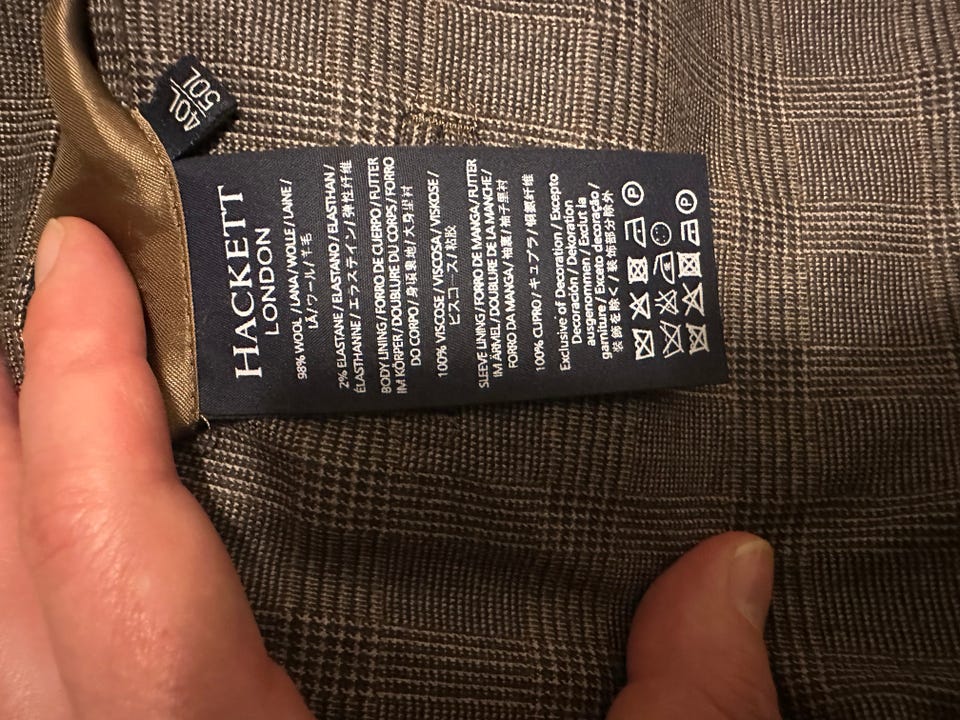 40L
50L
HACKETT
LONDON
98% WOOL / LANA / WOLLE / LAINE /
LÃ / ウール / 羊毛
2% ELASTANE / ELASTANO / ELASTHAN /
ÉLASTHANNE / エラステイン / 弹性纤维
BODY LINING / FORRO DE CUERPO / FUTTER
IM KÖRPER / DOUBLURE DU CORPS / FORRO
DO CORPO / 身頃裏地 / 大身里衬
100% VISCOSE / VISCOSA / VISKOSE /
ビスコース / 粘胶
SLEEVE LINING / FORRO DE MANGA / FUTTER
IM ÄRMEL / DOUBLURE DE LA MANCHE /
FORRO DA MANGA / 袖裏 / 袖子里衬
100% CUPRO / キュプラ / 铜氨纤维
Exclusive of Decoration / Excepto
Decoración / Dekoration
ausgenommen / Exclut la
garniture / Exceto decoração /
装飾を除く / 装饰部分除外
P
P